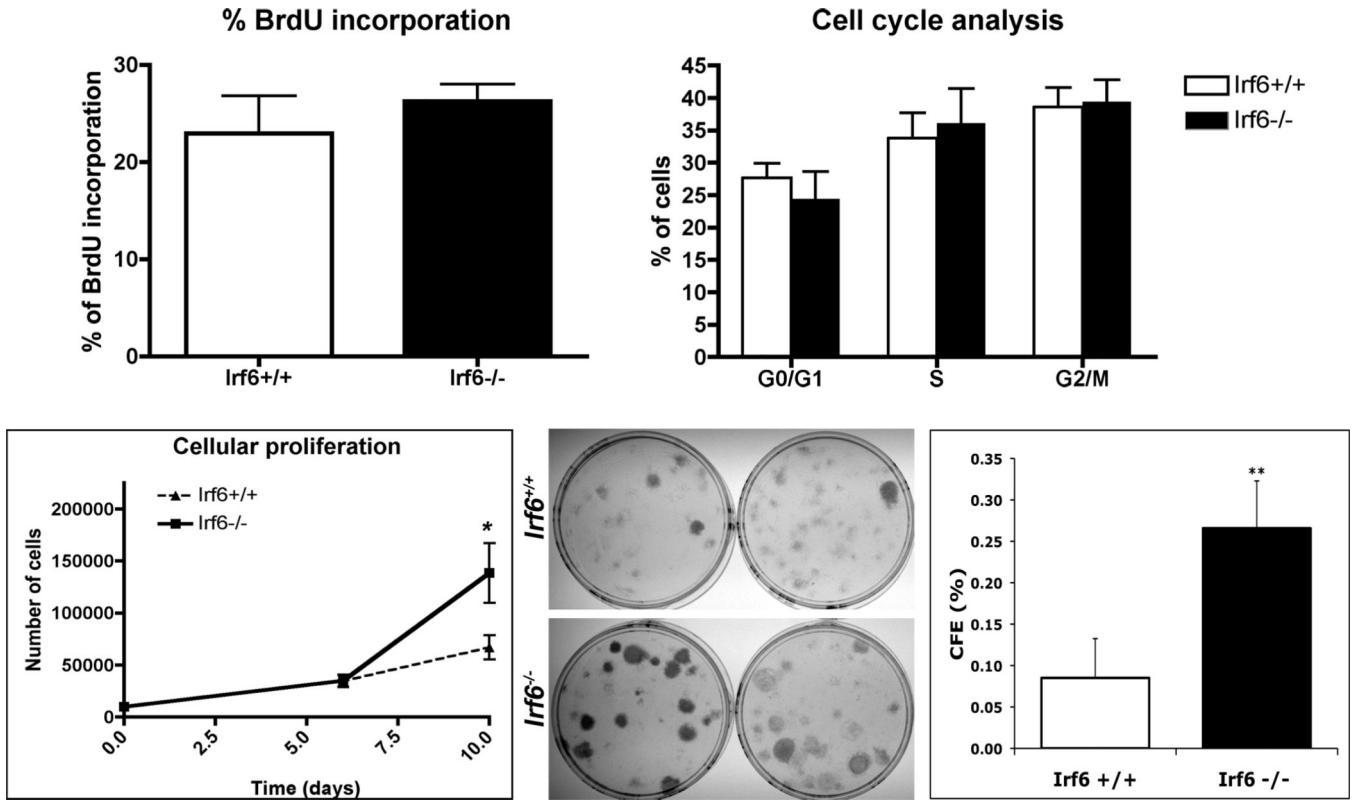 % BrdU incorporation
% of BrdU incorporation
30
20
10
0
Irf6+/+
Irf6-/-
Cell cycle analysis
% of cells
45
40
35
30
25
20
15
10
5
0
G0/G1
S
G2/M
Irf6+/+
Irf6-/-
Cellular proliferation
Irf6+/+
Irf6-/-
Number of cells
200000
150000
100000
50000
0
*
0.0
2.5
5.0
7.5
10.0
Time (days)
Irf6+/+
Irf6-/-
CFE (%)
0.35
0.30
0.25
0.20
0.15
0.10
0.05
0.00
**
Irf6 +/+
Irf6 -/-